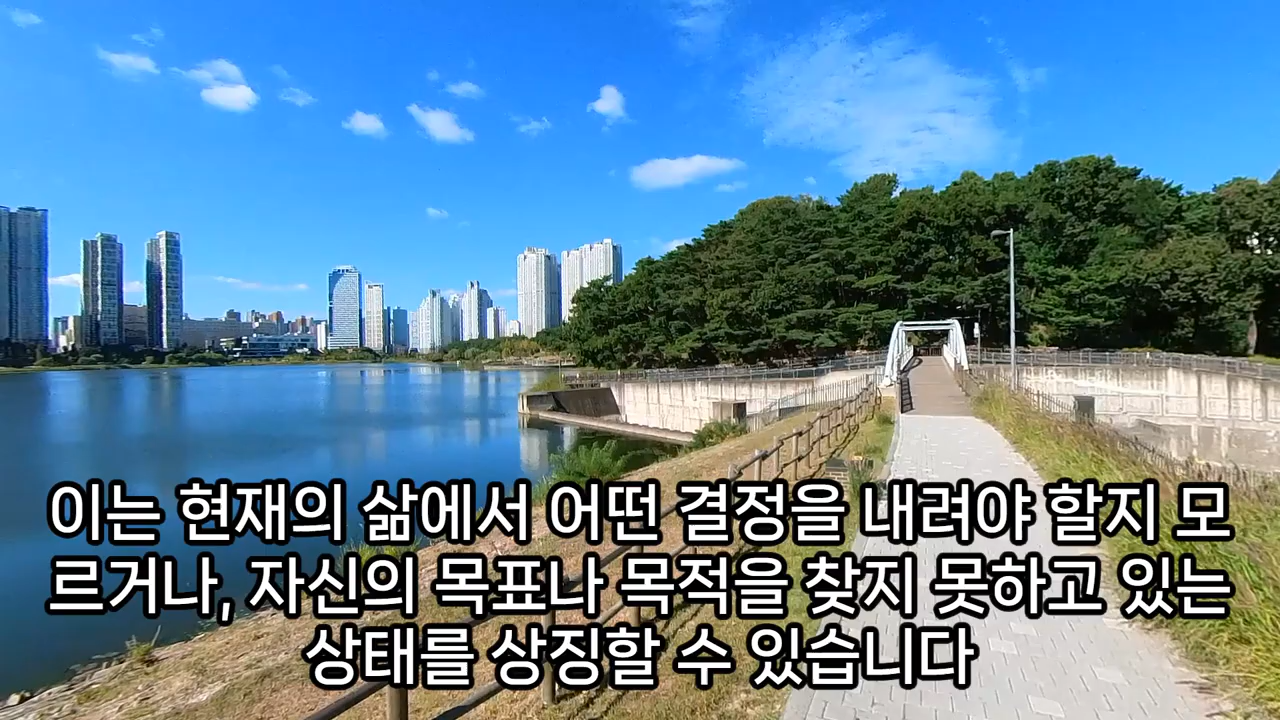 이는 현재의 삶에서 어떤 결정을 내려야 할지 모
르거나, 자신의 목표나 목적을 찾지 못하고 있는
상태를 상징할 수 있습니다